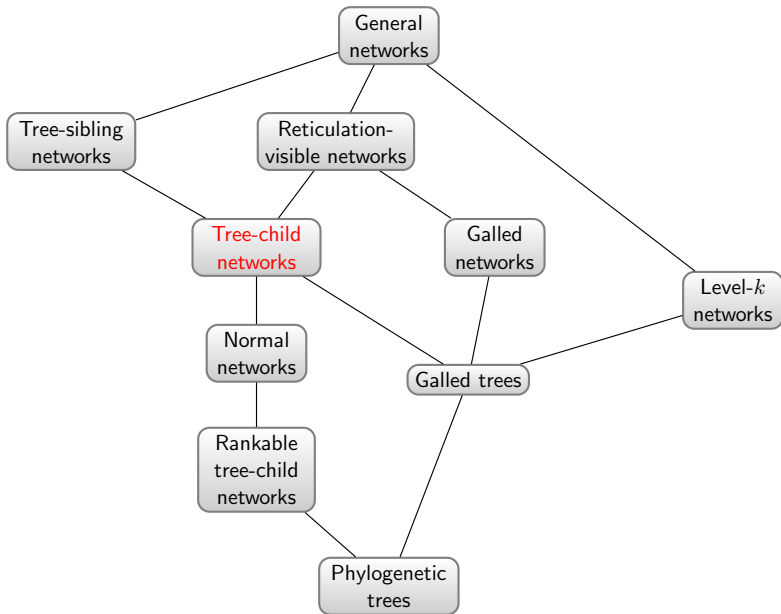 General
networks
Tree-sibling
networks
Reticulation-
visible networks
Tree-child
networks
Galled
networks
Level-k
networks
Normal
networks
Galled trees
Rankable
tree-child
networks
Phylogenetic
trees